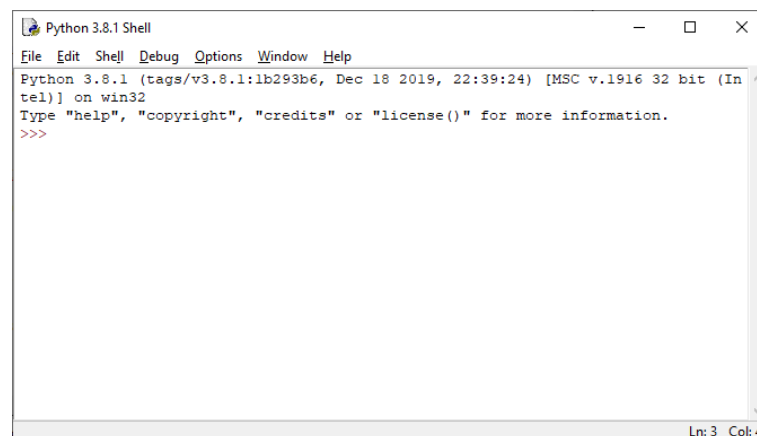 Python 3.8.1 Shell
File Edit Shell Debug Options Window Help
Python 3.8.1 (tags/v3.8.1:1b293b6, Dec 18 2019, 22:39:24) [MSC v.1916 32 bit (In
tel)] on win32
Type "help", "copyright", "credits" or "license()" for more information.
>>>
Ln: 3 Col: 4